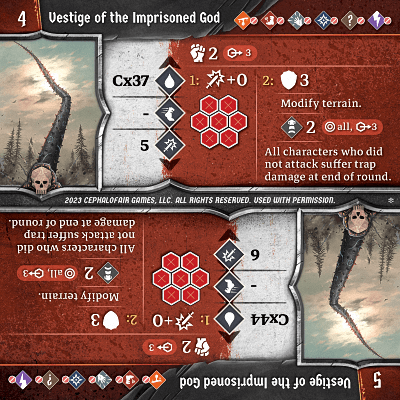 4 Vestige of the Imprisoned God
2 3
Cx37 1: +0 2: 3
-
5
Modify terrain.
2 all, 3
All characters who did
not attack suffer trap
damage at end of round.
2023 CEPHALOFAIR GAMES, LLC. ALL RIGHTS RESERVED. USED WITH PERMISSION.
5 Vestige of the Imprisoned God
2 3
Cx44 1: +0 2: 3
-
6
Modify terrain.
2 all, 3
All characters who did
not attack suffer trap
damage at end of round.